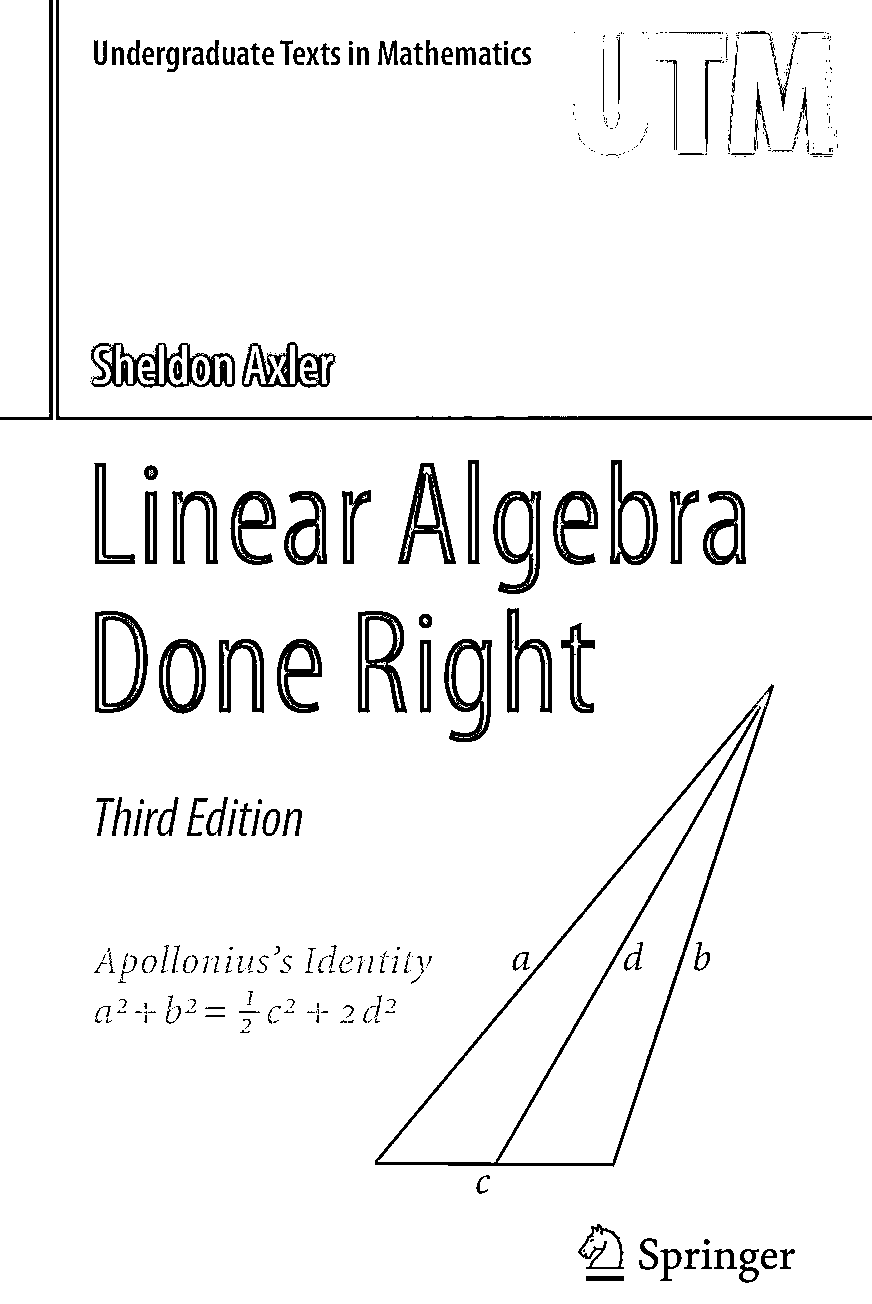 Undergraduate Texts in Mathematics
UTM
Sheldon Axler
Linear Algebra
Done Right
Third Edition
Apollonius’s Identity
a² + b² = ½ c² + 2 d²
a
d
b
c
Springer